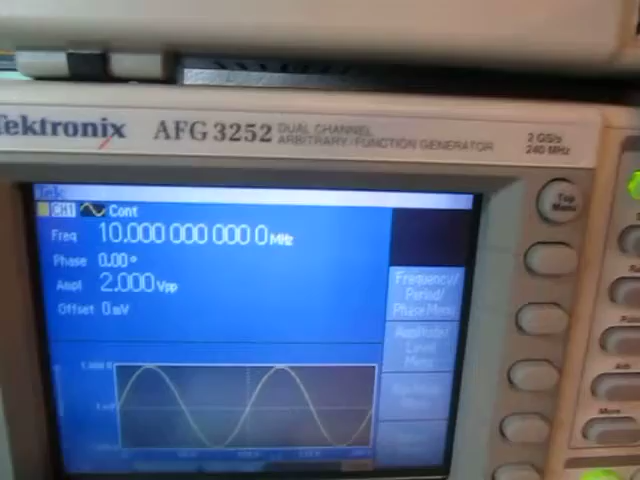 Tektronix AFG 3252 DUAL CHANNEL
ARBITRARY/FUNCTION GENERATOR
2 GS/s
240 MHz
Tek
CH1 Cont
Freq 10.000 000 000 0 MHz
Phase 0.00 °
Ampl 2.000 Vpp
Offset 0 mV
Frequency/
Period/
Phase Menu
Amplitude/
Level
Menu
Top
Menu